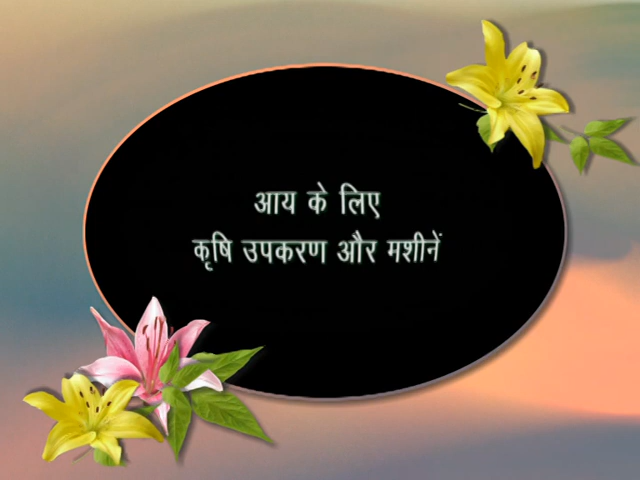 आय के लिए
कृषि उपकरण और मशीनें